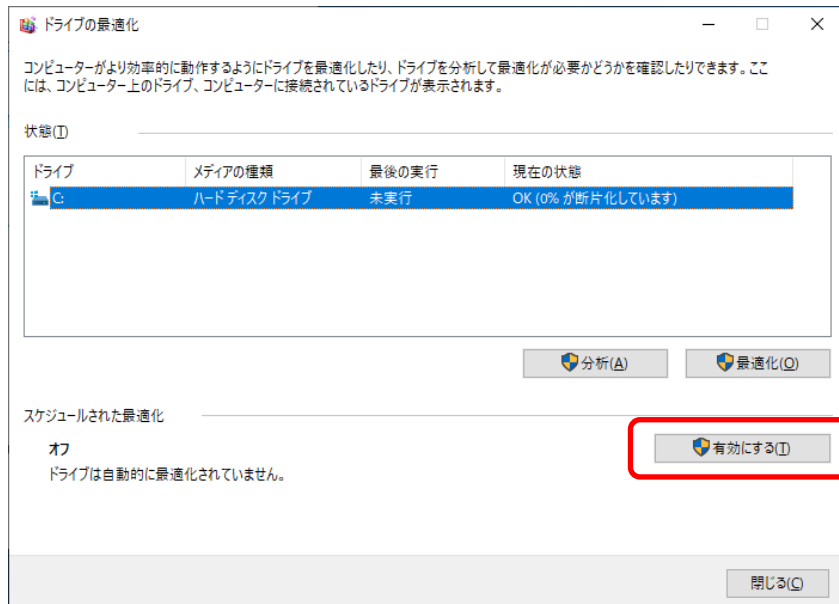 ドライブの最適化
コンピューターがより効率的に動作するようにドライブを最適化したり、ドライブを分析して最適化が必要かどうかを確認したりできます。ここ
には、コンピューター上のドライブ、コンピューターに接続されているドライブが表示されます。
状態(T)
ドライブ メディアの種類 最後の実行 現在の状態
C: ハード ディスク ドライブ 未実行 OK (0% が断片化しています)
分析(A) 最適化(O)
スケジュールされた最適化
オフ 有効にする(T)
ドライブは自動的に最適化されていません。
閉じる(C)